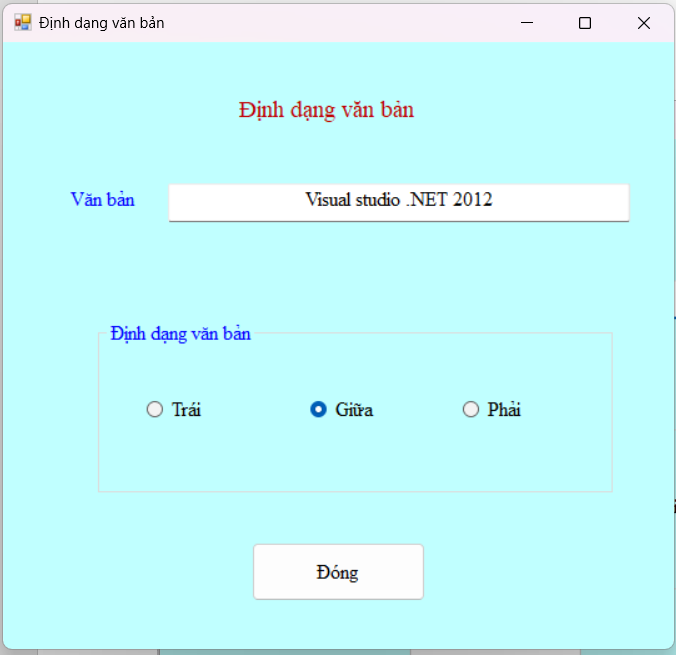 Định dạng văn bản
Định dạng văn bản
Văn bản
Visual studio .NET 2012
Định dạng văn bản
Trái
Giữa
Phải
Đóng